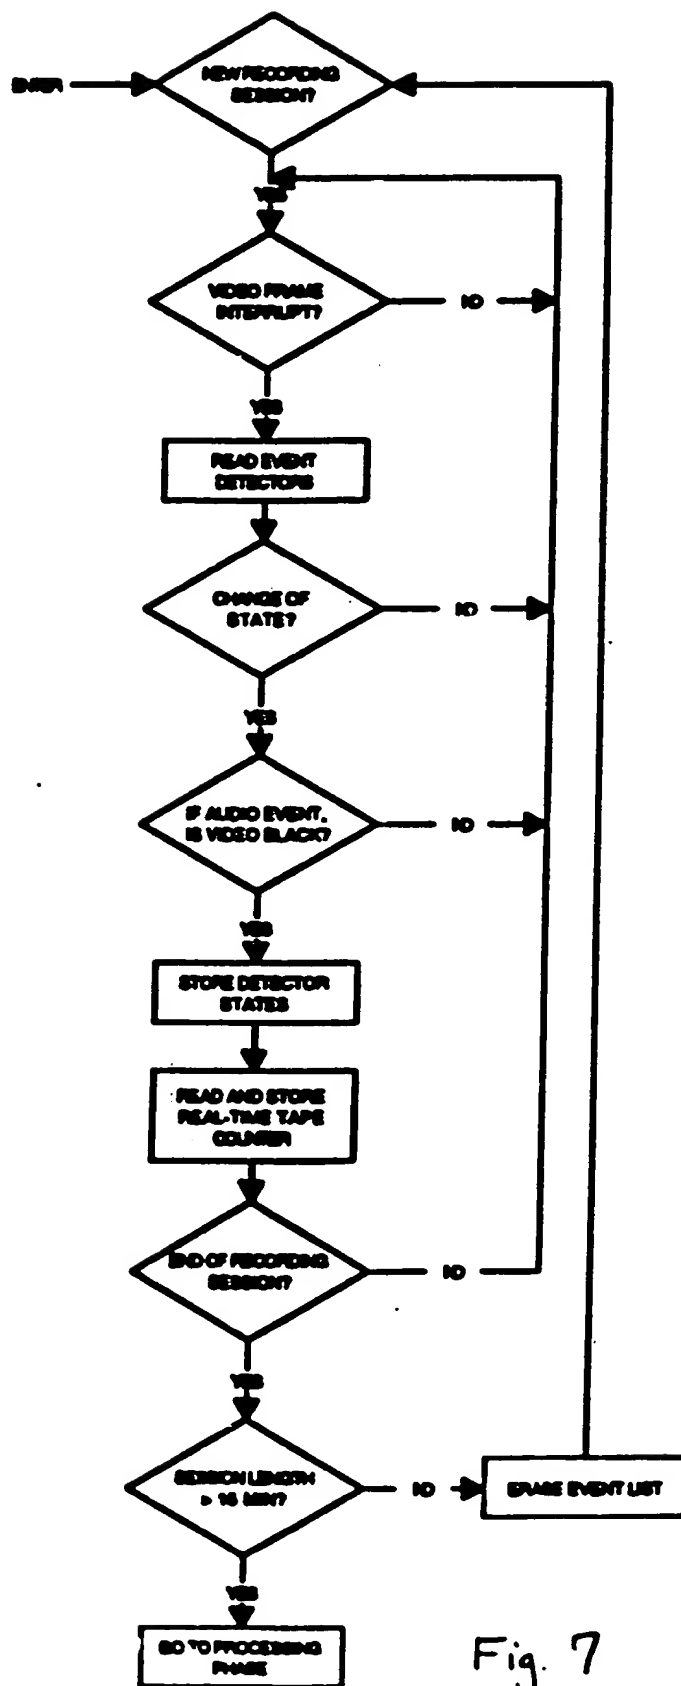 NEW RECORDING
SESSION?
ENTER
YES
VIDEO FRAME
INTERRUPT?
NO
YES
READ EVENT
DETECTORS
CHANGE OF
STATE?
NO
YES
IF AUDIO EVENT,
IS VIDEO BLACK?
NO
YES
STORE DETECTOR
STATES
READ AND STORE
REAL-TIME TAPE
COUNTER
END OF RECORDING
SESSION?
NO
YES
SESSION LENGTH
> 15 MIN?
NO
ERASE EVENT LIST
YES
GO TO PROCESSING
PHASE
Fig. 7